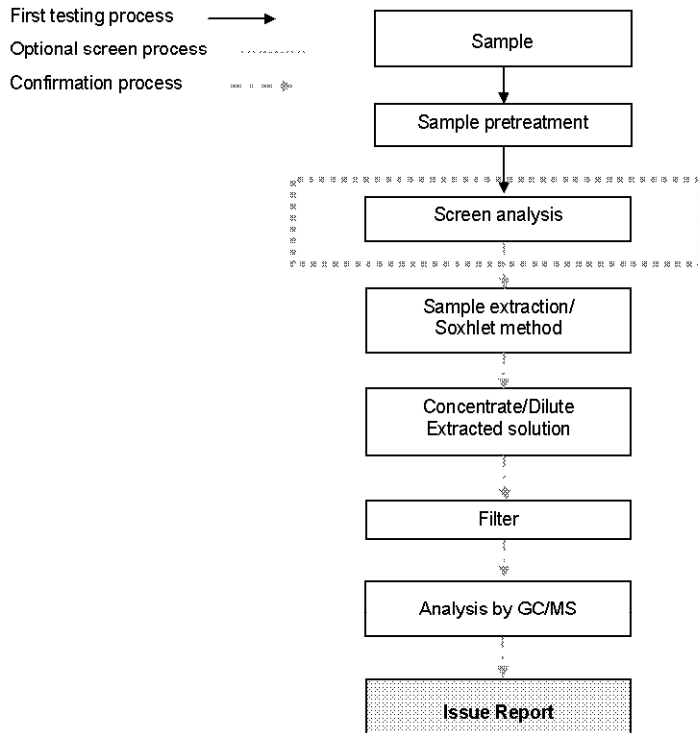 First testing process
Optional screen process
Confirmation process
Sample
Sample pretreatment
Screen analysis
Sample extraction/
Soxhlet method
Concentrate/Dilute
Extracted solution
Filter
Analysis by GC/MS
Issue Report